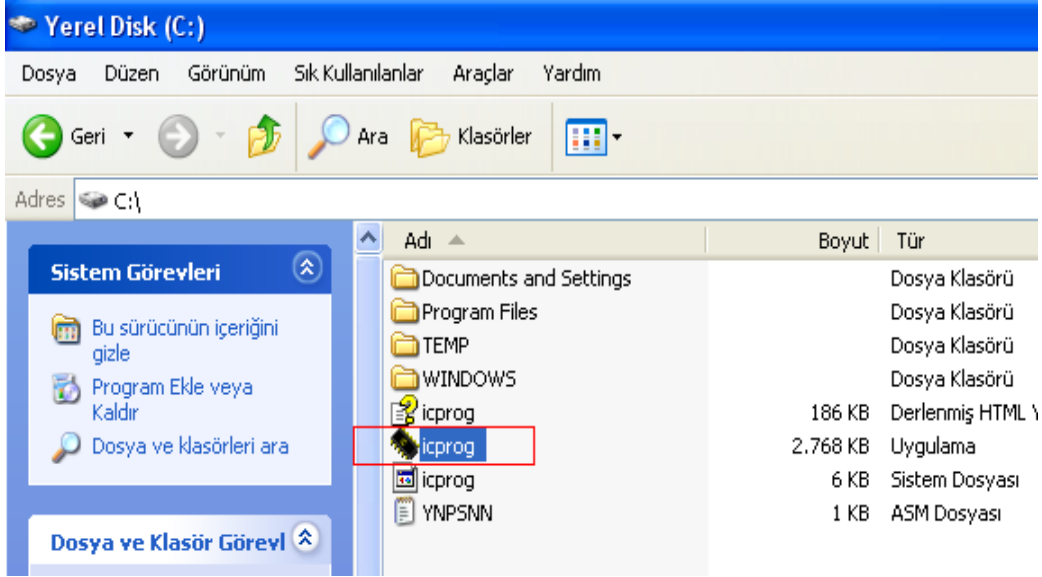 Yerel Disk (C:)
Dosya Düzen Görünüm Sık Kullanılanlar Araçlar Yardım
Geri Ara Klasörler
Adres C:\
Adı Boyut Tür
Sistem Görevleri
Bu sürücünün içeriğini
gizle
Program Ekle veya
Kaldır
Dosya ve klasörleri ara
Dosya ve Klasör Görevl
Documents and Settings Dosya Klasörü
Program Files Dosya Klasörü
TEMP Dosya Klasörü
WINDOWS Dosya Klasörü
icprog 186 KB Derlenmiş HTML
icprog 2.768 KB Uygulama
icprog 6 KB Sistem Dosyası
YNPSNN 1 KB ASM Dosyası